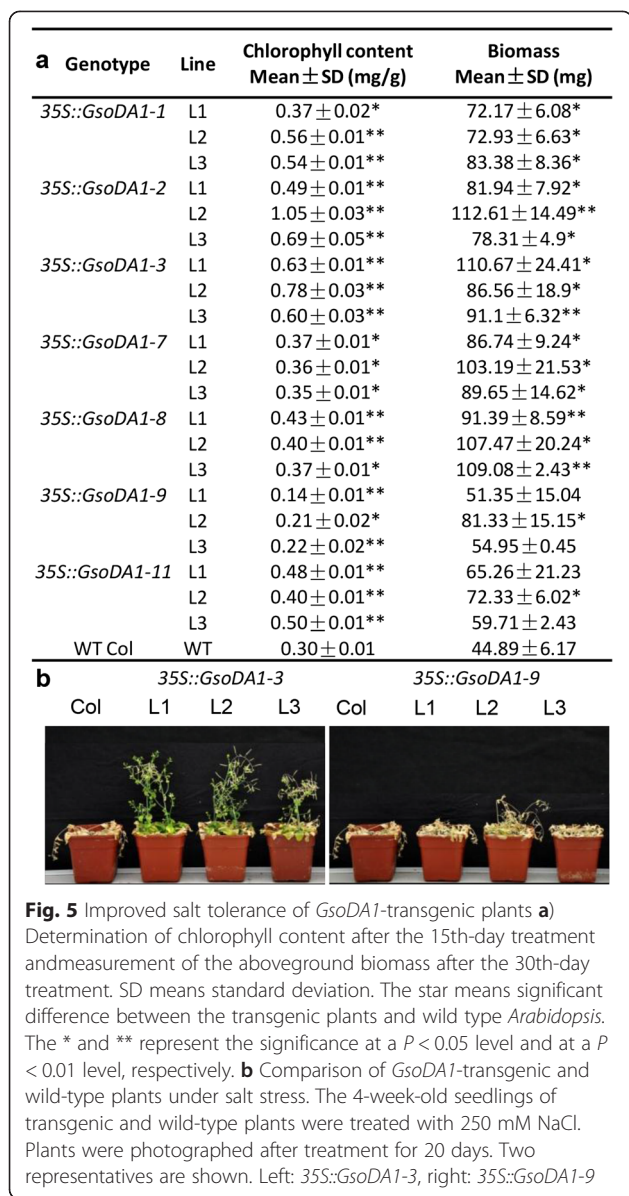 a Genotype Line Chlorophyll content Mean±SD (mg/g) Biomass Mean±SD (mg)
35S::GsoDA1-1 L1 0.37±0.02* 72.17±6.08*
L2 0.56±0.01** 72.93±6.63*
L3 0.54±0.01** 83.38±8.36*
35S::GsoDA1-2 L1 0.49±0.01** 81.94±7.92*
L2 1.05±0.03** 112.61±14.49**
L3 0.69±0.05** 78.31±4.9*
35S::GsoDA1-3 L1 0.63±0.01** 110.67±24.41*
L2 0.78±0.03** 86.56±18.9*
L3 0.60±0.03** 91.1±6.32**
35S::GsoDA1-7 L1 0.37±0.01* 86.74±9.24*
L2 0.36±0.01* 103.19±21.53*
L3 0.35±0.01* 89.65±14.62*
35S::GsoDA1-8 L1 0.43±0.01** 91.39±8.59**
L2 0.40±0.01** 107.47±20.24*
L3 0.37±0.01* 109.08±2.43**
35S::GsoDA1-9 L1 0.14±0.01** 51.35±15.04
L2 0.21±0.02* 81.33±15.15*
L3 0.22±0.02** 54.95±0.45
35S::GsoDA1-11 L1 0.48±0.01** 65.26±21.23
L2 0.40±0.01** 72.33±6.02*
L3 0.50±0.01** 59.71±2.43
WT Col WT 0.30±0.01 44.89±6.17
b 35S::GsoDA1-3 35S::GsoDA1-9
Col L1 L2 L3 Col L1 L2 L3
Fig. 5 Improved salt tolerance of GsoDA1-transgenic plants a)
Determination of chlorophyll content after the 15th-day treatment
andmeasurement of the aboveground biomass after the 30th-day
treatment. SD means standard deviation. The star means significant
difference between the transgenic plants and wild type Arabidopsis.
The * and ** represent the significance at a P < 0.05 level and at a P
< 0.01 level, respectively. b Comparison of GsoDA1-transgenic and
wild-type plants under salt stress. The 4-week-old seedlings of
transgenic and wild-type plants were treated with 250 mM NaCl.
Plants were photographed after treatment for 20 days. Two
representatives are shown. Left: 35S::GsoDA1-3, right: 35S::GsoDA1-9